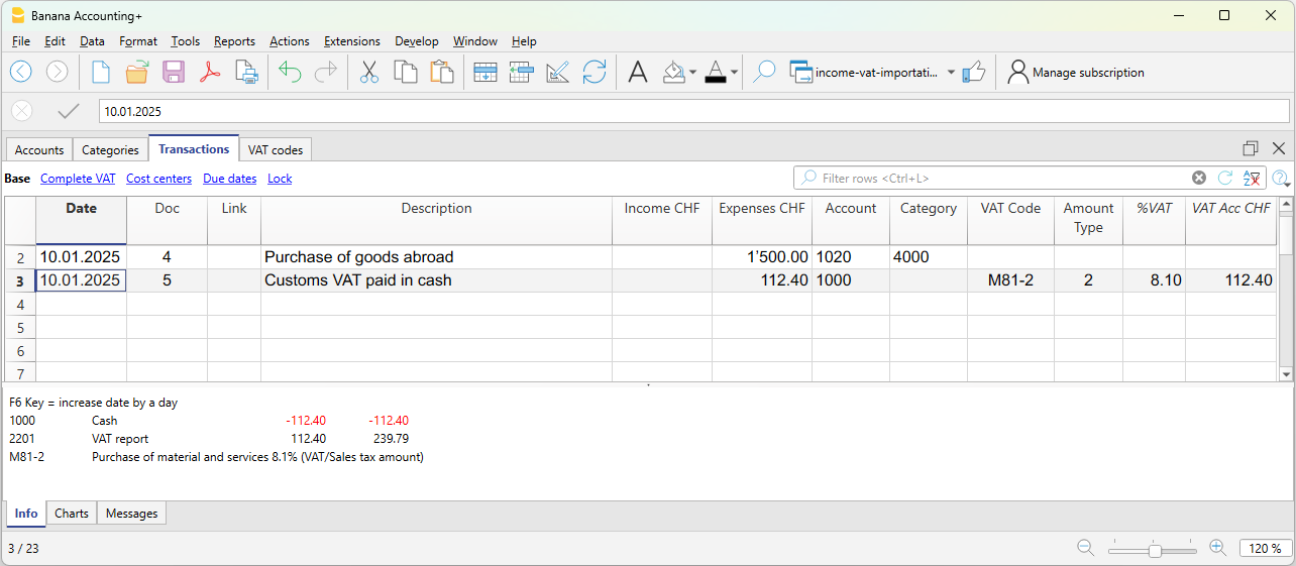 Banana Accounting+
File Edit Data Format Tools Reports Actions Extensions Develop Window Help
income-vat-importati... Manage subscription
10.01.2025
Accounts Categories Transactions VAT codes
Base Complete VAT Cost centers Due dates Lock Filter rows <Ctrl+L>
Date Doc Link Description Income CHF Expenses CHF Account Category VAT Code Amount Type %VAT VAT Acc CHF
2 10.01.2025 4 Purchase of goods abroad 1'500.00 1020 4000
3 10.01.2025 5 Customs VAT paid in cash 112.40 1000 M81-2 2 8.10 112.40
4
5
6
7
F6 Key = increase date by a day
1000 Cash -112.40 -112.40
2201 VAT report 112.40 239.79
M81-2 Purchase of material and services 8.1% (VAT/Sales tax amount)
Info Charts Messages
3 / 23 120 %